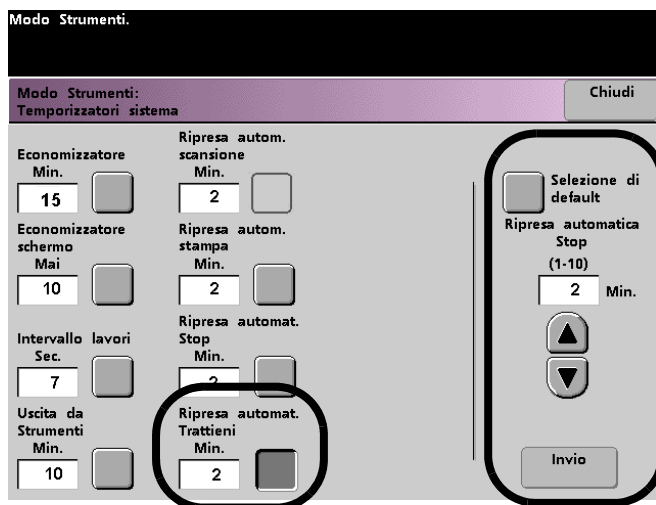 Modo Strumenti.
Modo Strumenti:
Temporizzatori sistema
Chiudi
Economizzatore
Min.
15
Economizzatore
schermo
Mai
10
Intervallo lavori
Sec.
7
Uscita da
Strumenti
Min.
10
Ripresa autom.
scansione
Min.
2
Ripresa autom.
stampa
Min.
2
Ripresa automat.
Stop
Min.
2
Ripresa automat.
Trattieni
Min.
2
Selezione di
default
Ripresa automatica
Stop
(1-10)
2 Min.
Invio